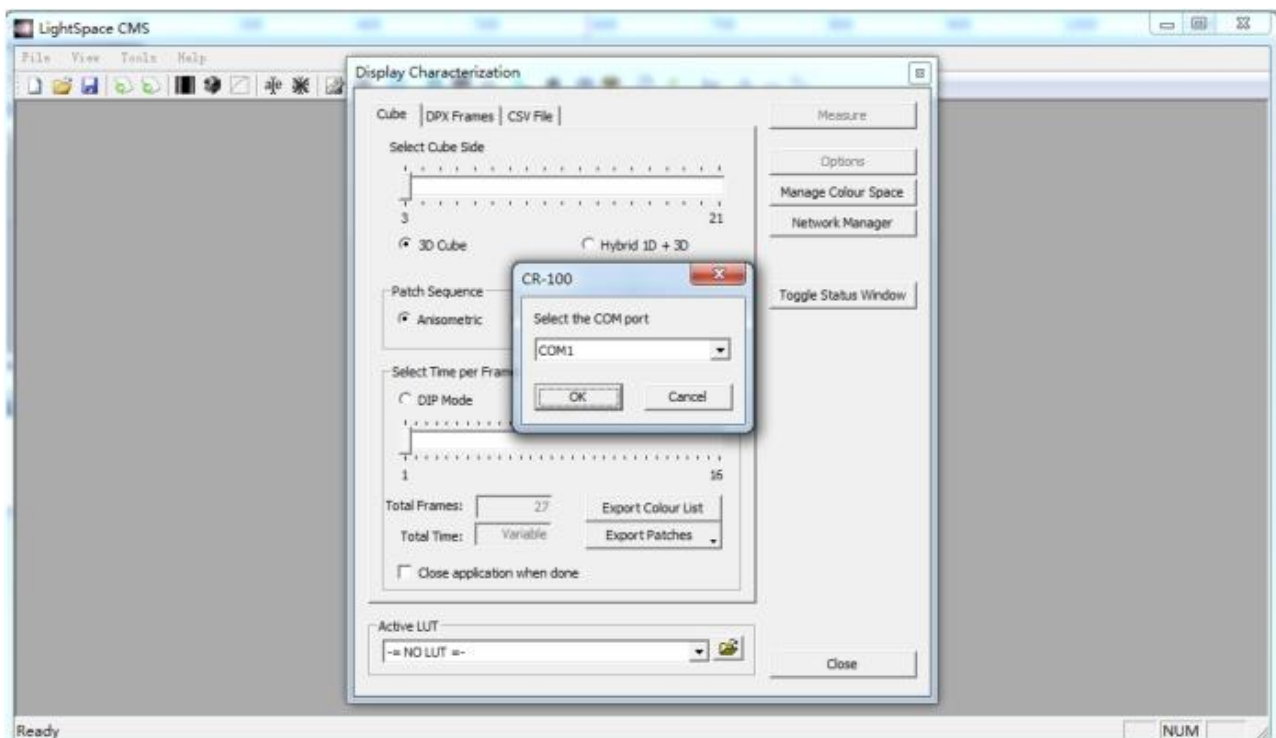 LightSpace CMS
File View Tools Help
Display Characterization
Cube DPX Frames CSV File
Measure
Select Cube Side
Options
Manage Colour Space
3 21
Network Manager
3D Cube Hybrid 1D + 3D
CR-100
Patch Sequence
Toggle Status Window
Anisometric
Select the COM port
COM1
Select Time per Frame
DIP Mode
OK Cancel
1 16
Total Frames: 27 Export Colour List
Total Time: Variable Export Patches
Close application when done
Active LUT
-= NO LUT =-
Close
Ready NUM